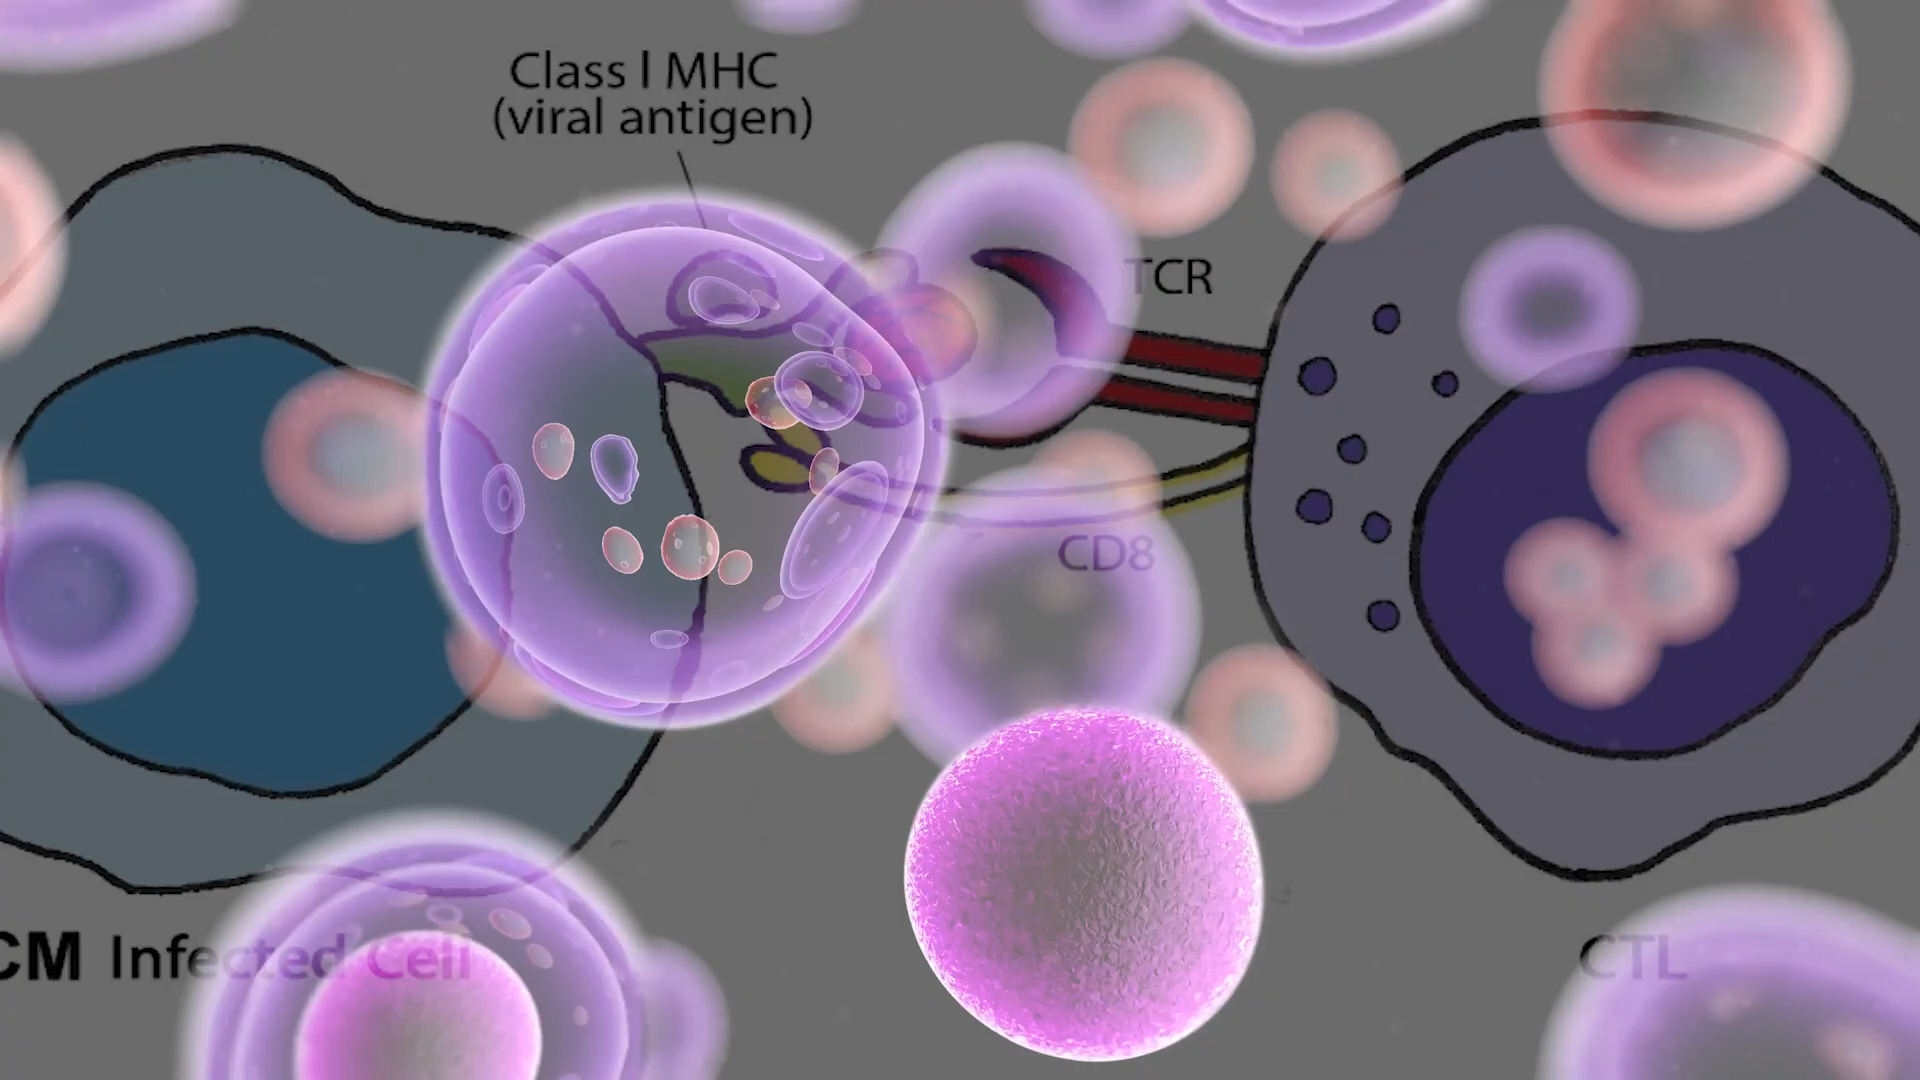 Class I MHC
(viral antigen)
TCR
CD8
CM Infected Cell
CTL